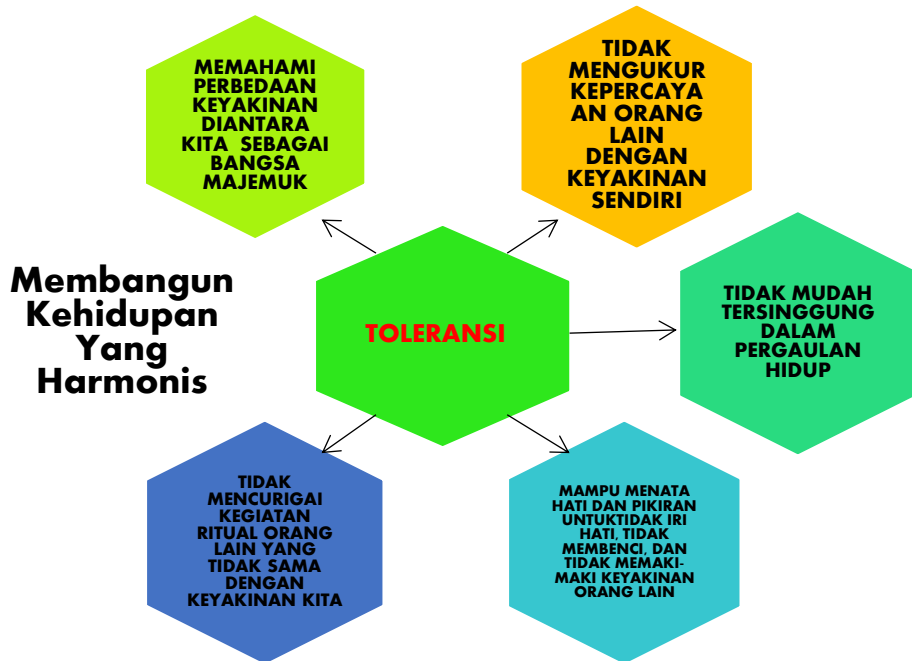 MEMAHAMI
PERBEDAAN
KEYAKINAN
DIANTARA
KITA SEBAGAI
BANGSA
MAJEMUK
TIDAK
MENGUKUR
KEPERCAYA
AN ORANG
LAIN
DENGAN
KEYAKINAN
SENDIRI
Membangun
Kehidupan
Yang
Harmonis
TOLERANSI
TIDAK MUDAH
TERSINGGUNG
DALAM
PERGAULAN
HIDUP
TIDAK
MENCURIGAI
KEGIATAN
RITUAL ORANG
LAIN YANG
TIDAK SAMA
DENGAN
KEYAKINAN KITA
MAMPU MENATA
HATI DAN PIKIRAN
UNTUKTIDAK IRI
HATI, TIDAK
MEMBENCI, DAN
TIDAK MEMAKI-
MAKI KEYAKINAN
ORANG LAIN